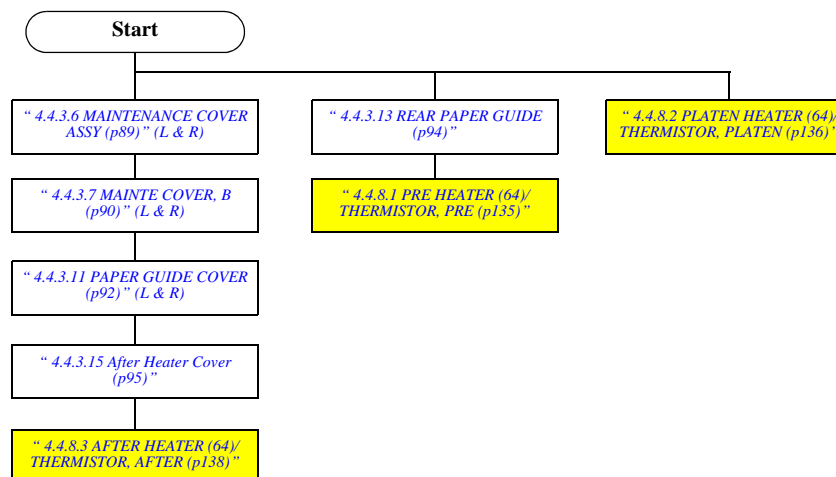 Start
“ 4.4.3.6 MAINTENANCE COVER
ASSY (p89)” (L & R)
“ 4.4.3.7 MAINTE COVER, B
(p90)” (L & R)
“ 4.4.3.11 PAPER GUIDE COVER
(p92)” (L & R)
“ 4.4.3.15 After Heater Cover
(p95)”
“ 4.4.8.3 AFTER HEATER (64)/
THERMISTOR, AFTER (p138)”
“ 4.4.3.13 REAR PAPER GUIDE
(p94)”
“ 4.4.8.1 PRE HEATER (64)/
THERMISTOR, PRE (p135)”
“ 4.4.8.2 PLATEN HEATER (64)/
THERMISTOR, PLATEN (p136)”